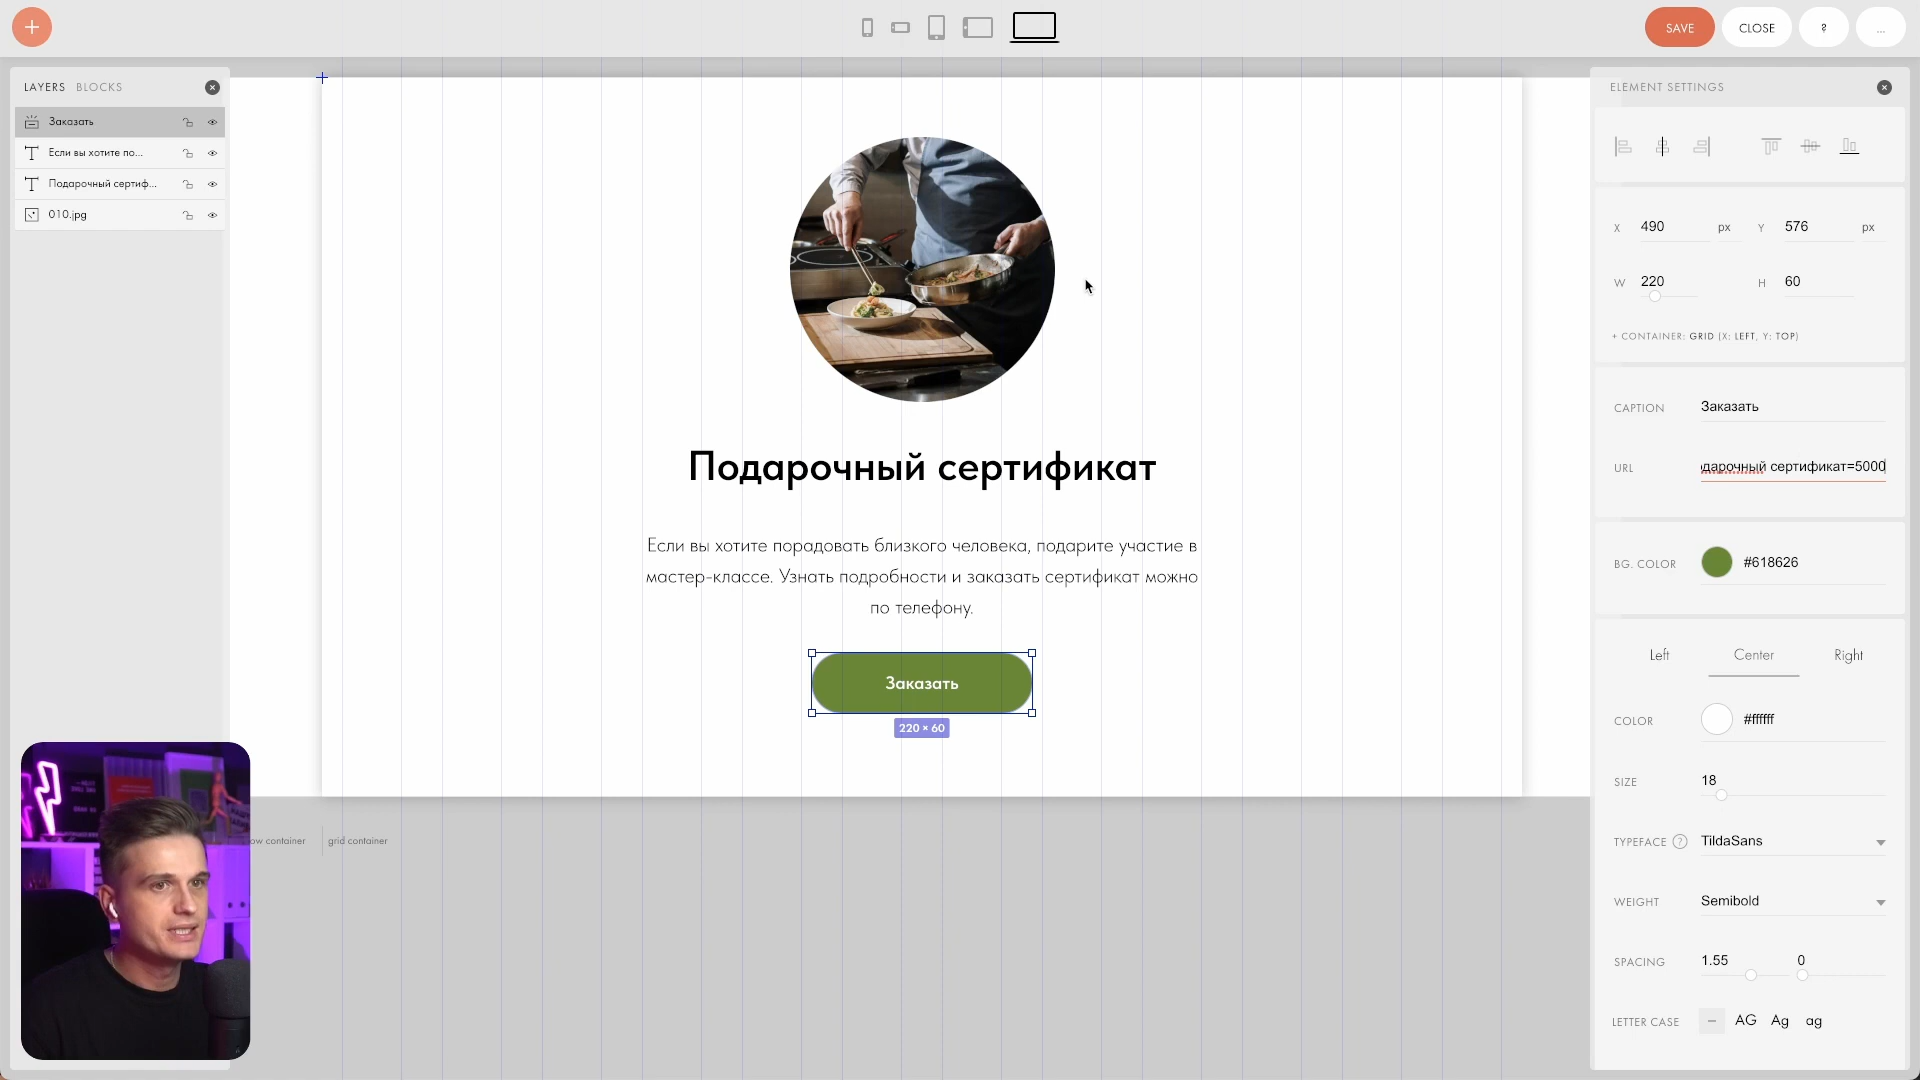 SAVE
CLOSE
?
...
LAYERS
BLOCKS
Заказать
Если вы хотите по...
Подарочный сертиф...
010.jpg
Подарочный сертификат
Если вы хотите порадовать близкого человека, подарите участие в
мастер-классе. Узнать подробности и заказать сертификат можно
по телефону.
Заказать
220 × 60
grid container
ELEMENT SETTINGS
X 490 px Y 576 px
W 220 H 60
+ CONTAINER: GRID (X: LEFT, Y: TOP)
CAPTION Заказать
URL дарочный сертификат=5000
BG. COLOR #618626
Left Center Right
COLOR #ffffff
SIZE 18
TYPEFACE ? TildaSans
WEIGHT Semibold
SPACING 1.55 0
LETTER CASE – AG Ag ag